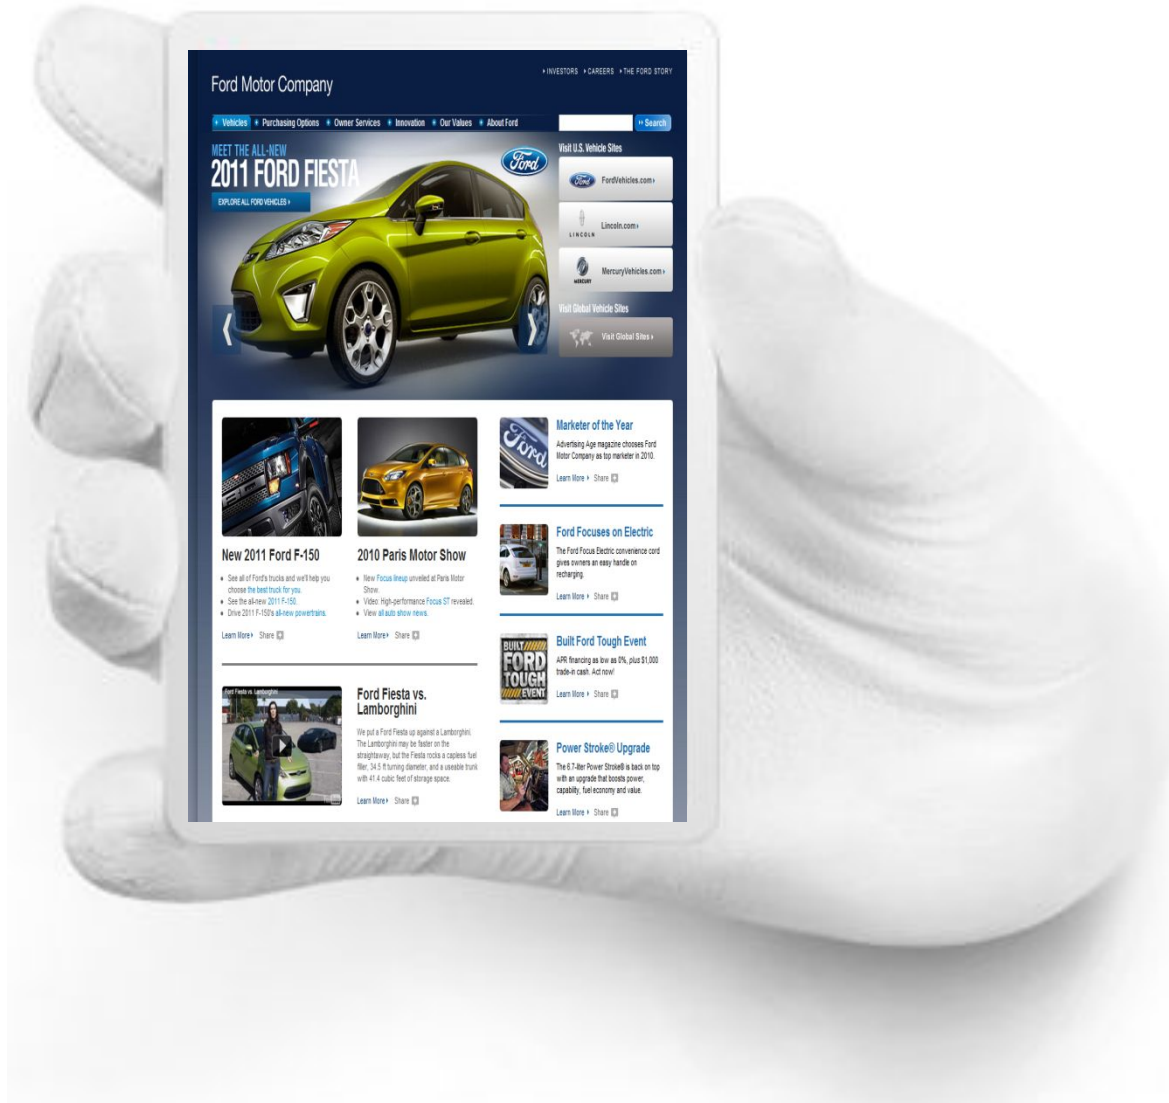 INVESTORS CAREERS THE FORD STORY
Ford Motor Company
Vehicles Purchasing Options Owner Services Innovation Our Values About Ford Search
MEET THE ALL-NEW
2011 FORD FIESTA
EXPLORE ALL FORD VEHICLES
Ford
Visit U.S. Vehicle Sites
Ford FordVehicles.com
LINCOLN Lincoln.com
MERCURY MercuryVehicles.com
Visit Global Vehicle Sites
Visit Global Sites
New 2011 Ford F-150
See all of Ford's trucks and we'll help you
choose the best truck for you.
See the all-new 2011 F-150.
Drive 2011 F-150's all-new powertrains.
Learn More Share
2010 Paris Motor Show
New Focus lineup unveiled at Paris Motor
Show.
Video: High-performance Focus ST revealed.
View all auto show news.
Learn More Share
Ford Fiesta vs. Lamborghini
Ford Fiesta vs.
Lamborghini
We put a Ford Fiesta up against a Lamborghini.
The Lamborghini may be faster on the
straightaway, but the Fiesta rocks a capless fuel
filler, 34.5 ft turning diameter, and a useable trunk
with 41.4 cubic feet of storage space.
Learn More Share
Ford
Marketer of the Year
Advertising Age magazine chooses Ford
Motor Company as top marketer in 2010.
Learn More Share
Ford Focuses on Electric
The Ford Focus Electric convenience cord
gives owners an easy handle on
recharging.
Learn More Share
BUILT
FORD
TOUGH
EVENT
Built Ford Tough Event
APR financing as low as 0%, plus $1,000
trade-in cash. Act now!
Learn More Share
Power Stroke® Upgrade
The 6.7-liter Power Stroke® is back on top
with an upgrade that boosts power,
capability, fuel economy and value.
Learn More Share